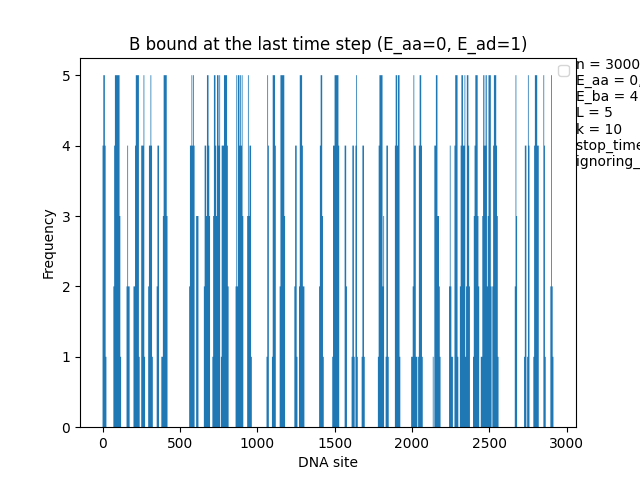 B bound at the last time step (E_aa=0, E_ad=1)
n = 3000
E_aa = 0,
E_ba = 4
L = 5
k = 10
stop_time
ignoring_
Frequency
5
4
3
2
1
0
0 500 1000 1500 2000 2500 3000
DNA site